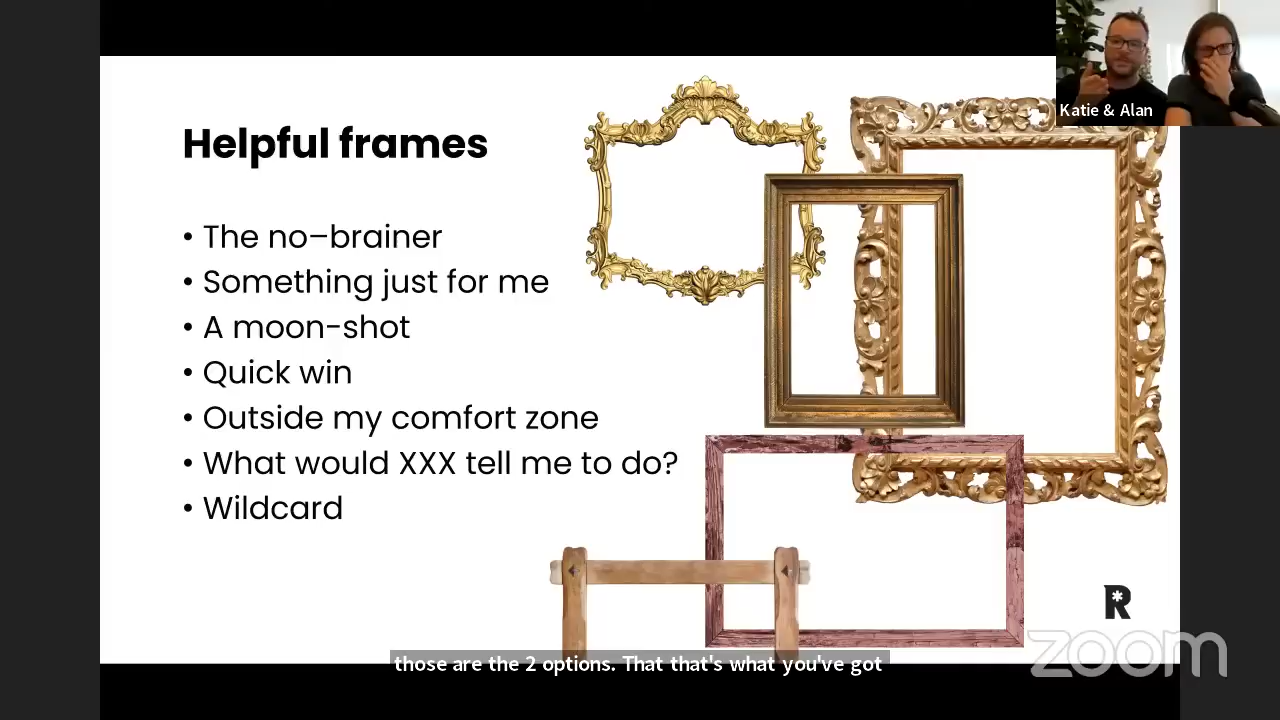 Helpful frames
• The no–brainer
• Something just for me
• A moon-shot
• Quick win
• Outside my comfort zone
• What would XXX tell me to do?
• Wildcard
Katie & Alan
R
zoom
those are the 2 options. That that's what you've got